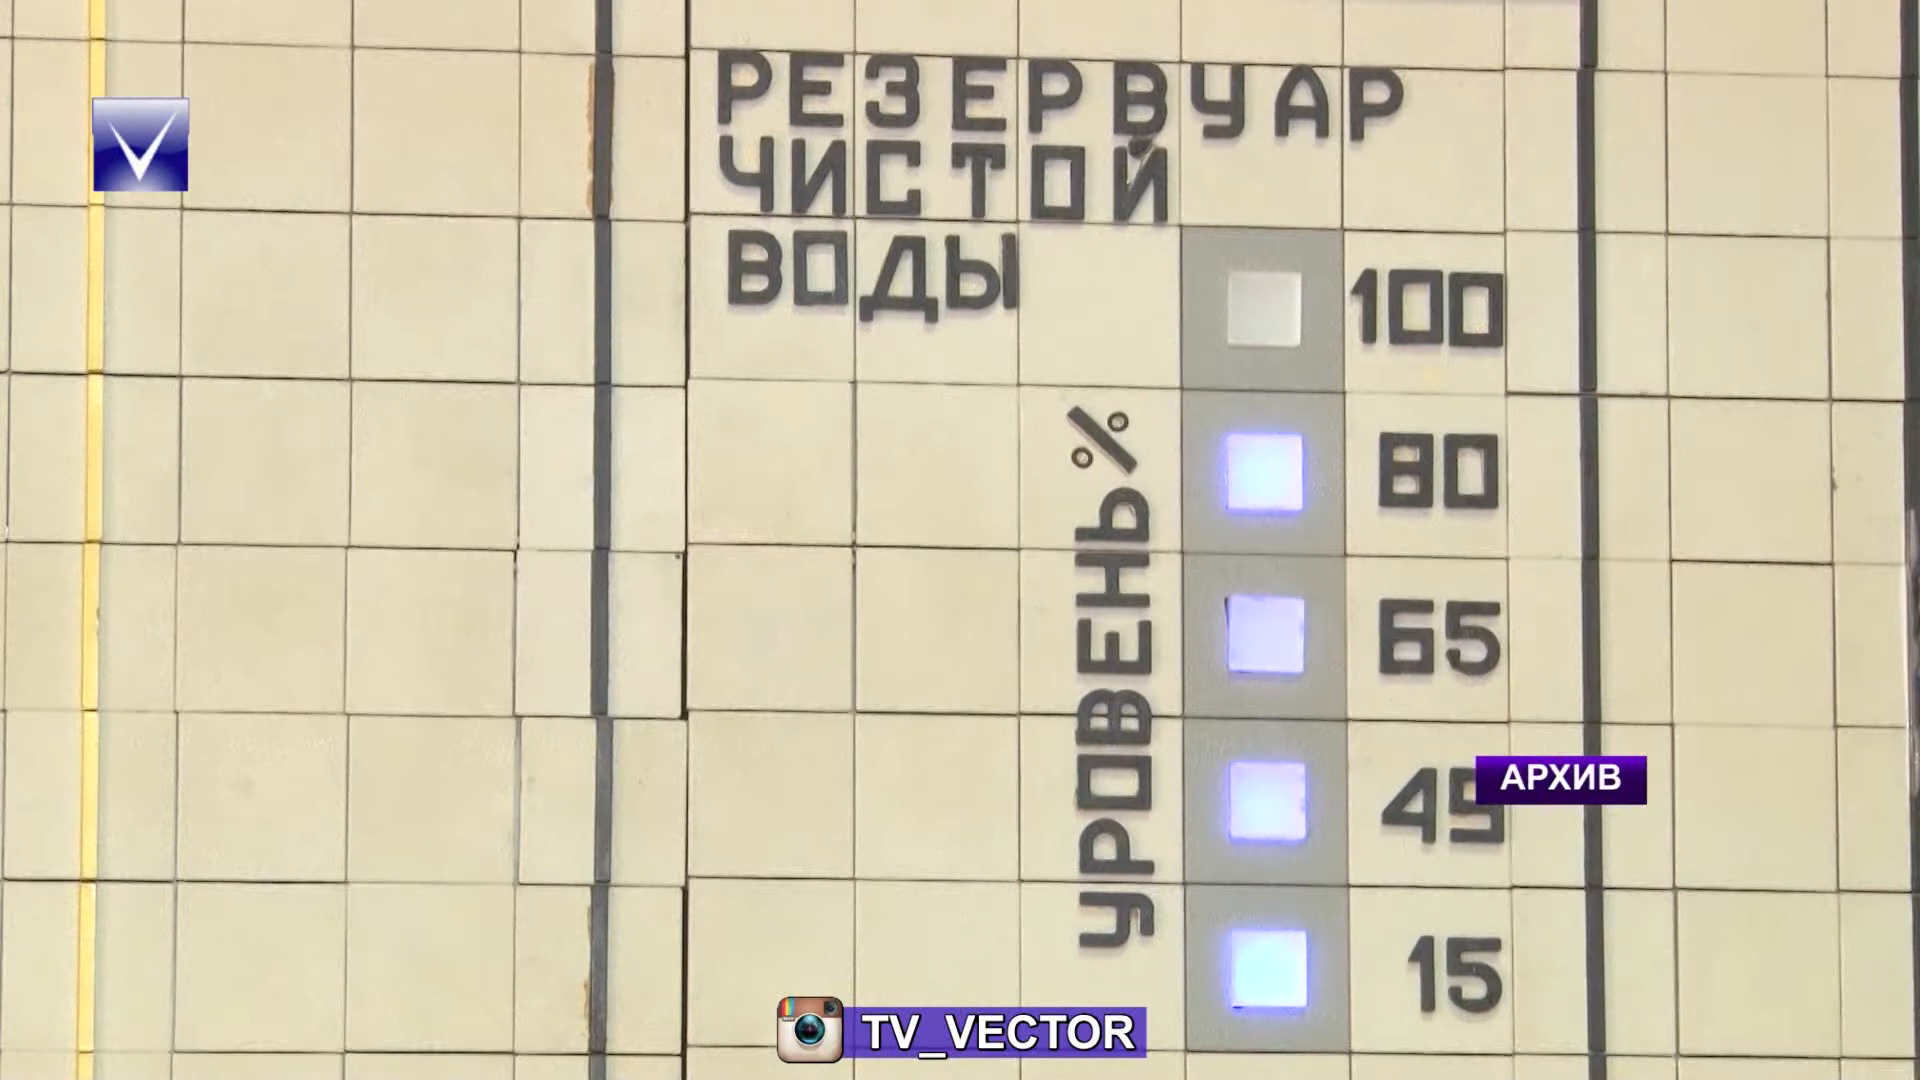 РЕЗЕРВУАР
ЧИСТОЙ
ВОДЫ
УРОВЕНЬ %
100
80
65
45
15
АРХИВ
TV_VECTOR